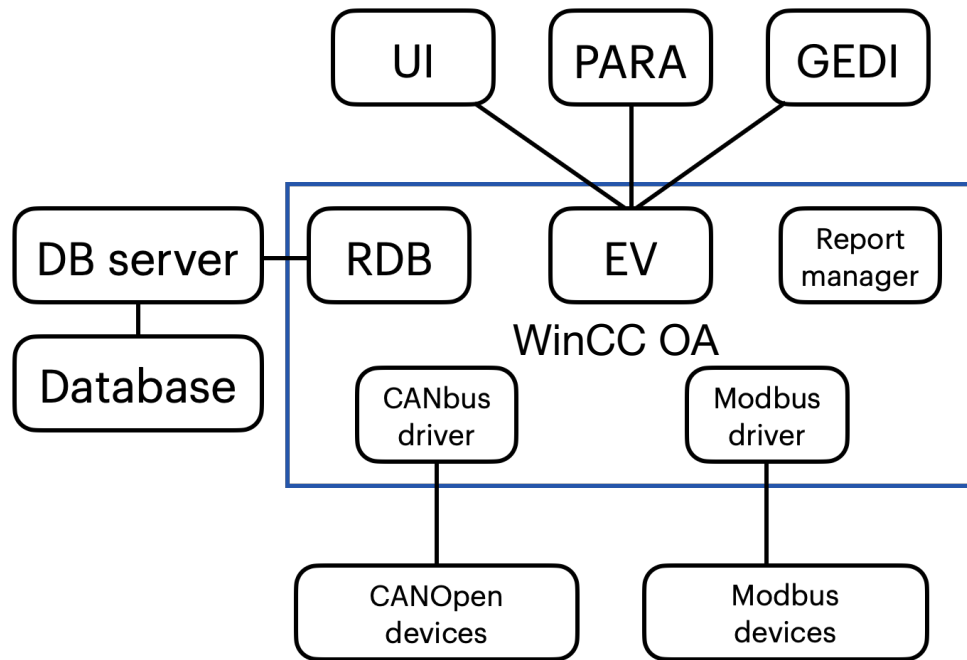 UI
PARA
GEDI
DB server
RDB
EV
Report
manager
WinCC OA
Database
CANbus
driver
Modbus
driver
CANOpen
devices
Modbus
devices